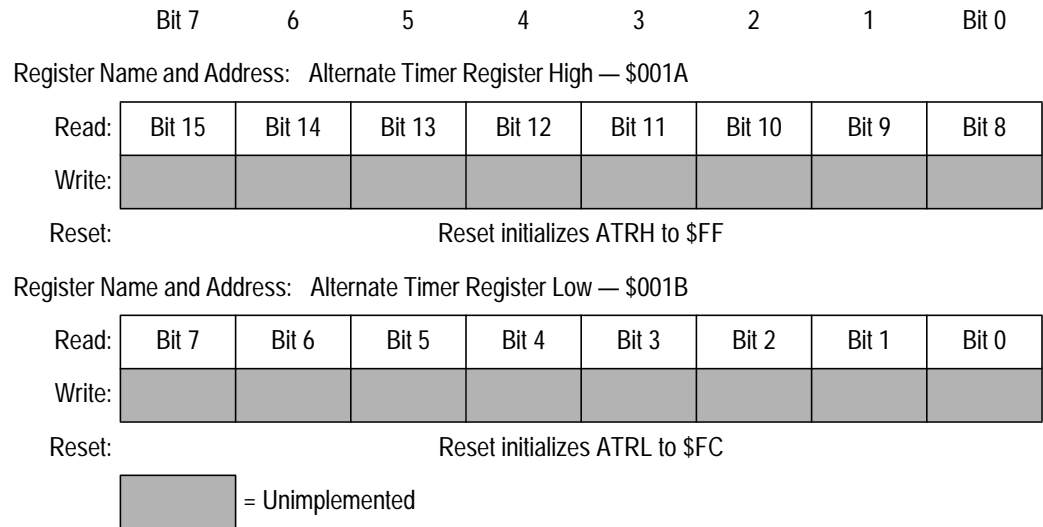 Bit 7 6 5 4 3 2 1 Bit 0
Register Name and Address: Alternate Timer Register High — $001A
Read: Bit 15 Bit 14 Bit 13 Bit 12 Bit 11 Bit 10 Bit 9 Bit 8
Write:
Reset: Reset initializes ATRH to $FF
Register Name and Address: Alternate Timer Register Low — $001B
Read: Bit 7 Bit 6 Bit 5 Bit 4 Bit 3 Bit 2 Bit 1 Bit 0
Write:
Reset: Reset initializes ATRL to $FC
= Unimplemented